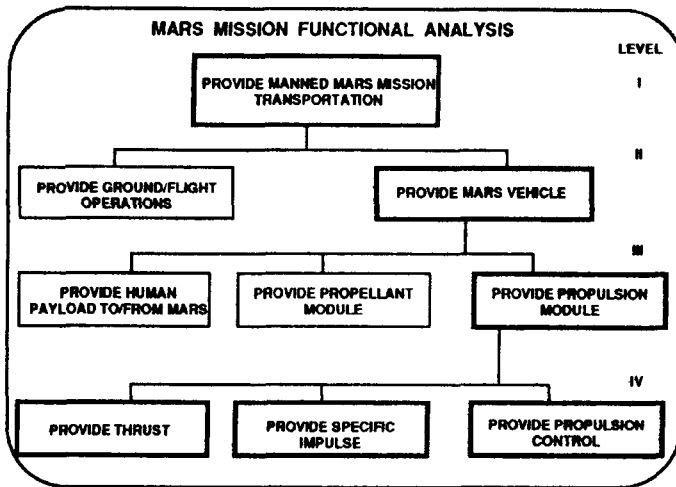 MARS MISSION FUNCTIONAL ANALYSIS
LEVEL
PROVIDE MANNED MARS MISSION
TRANSPORTATION
I
II
PROVIDE GROUND/FLIGHT
OPERATIONS
PROVIDE MARS VEHICLE
III
PROVIDE HUMAN
PAYLOAD TO/FROM MARS
PROVIDE PROPELLANT
MODULE
PROVIDE PROPULSION
MODULE
IV
PROVIDE THRUST
PROVIDE SPECIFIC
IMPULSE
PROVIDE PROPULSION
CONTROL